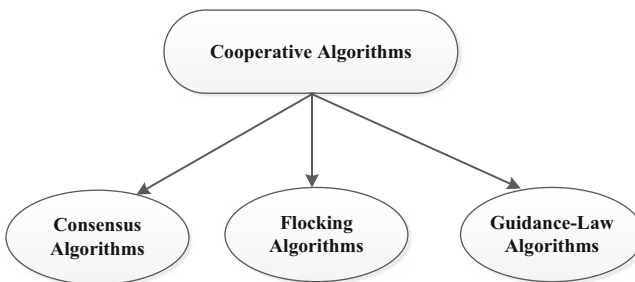 Cooperative Algorithms
Consensus
Algorithms
Flocking
Algorithms
Guidance-Law
Algorithms